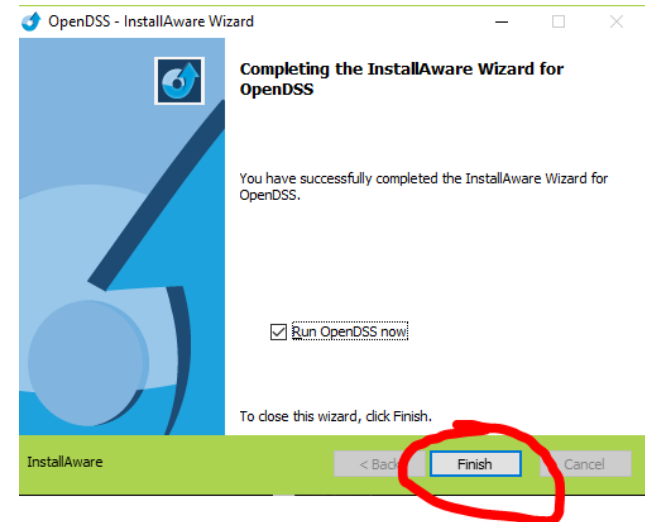 OpenDSS - InstallAware Wizard
Completing the InstallAware Wizard for
OpenDSS
You have successfully completed the InstallAware Wizard for
OpenDSS.
Run OpenDSS now
To close this wizard, click Finish.
InstallAware
< Back
Finish
Cancel